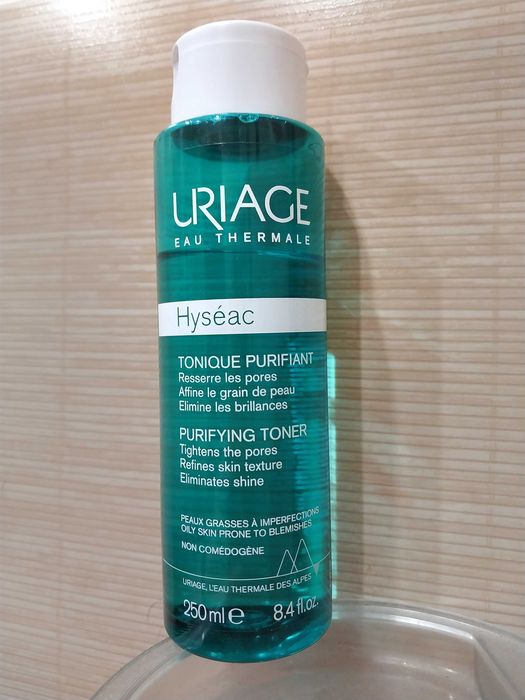 URIAGE
EAU THERMALE
Hyséac
TONIQUE PURIFIANT
Resserre les pores
Affine le grain de peau
Elimine les brillances
PURIFYING TONER
Tightens the pores
Refines skin texture
Eliminates shine
PEAUX GRASSES À IMPERFECTIONS
OILY SKIN PRONE TO BLEMISHES
NON COMÉDOGÈNE
URIAGE, L'EAU THERMALE DES ALPES
250 ml e 8.4 fl.oz.